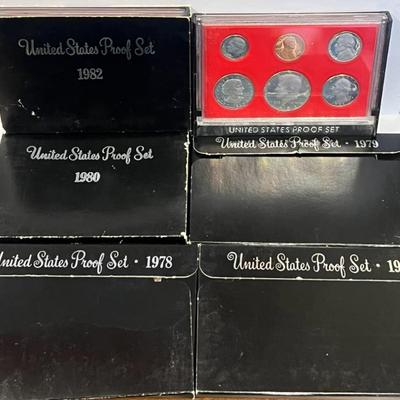 United States Proof Set
1982
UNITED STATES PROOF SET
United States Proof Set • 1979
United States Proof Set
1980
United States Proof Set • 1978
United States Proof Set • 19